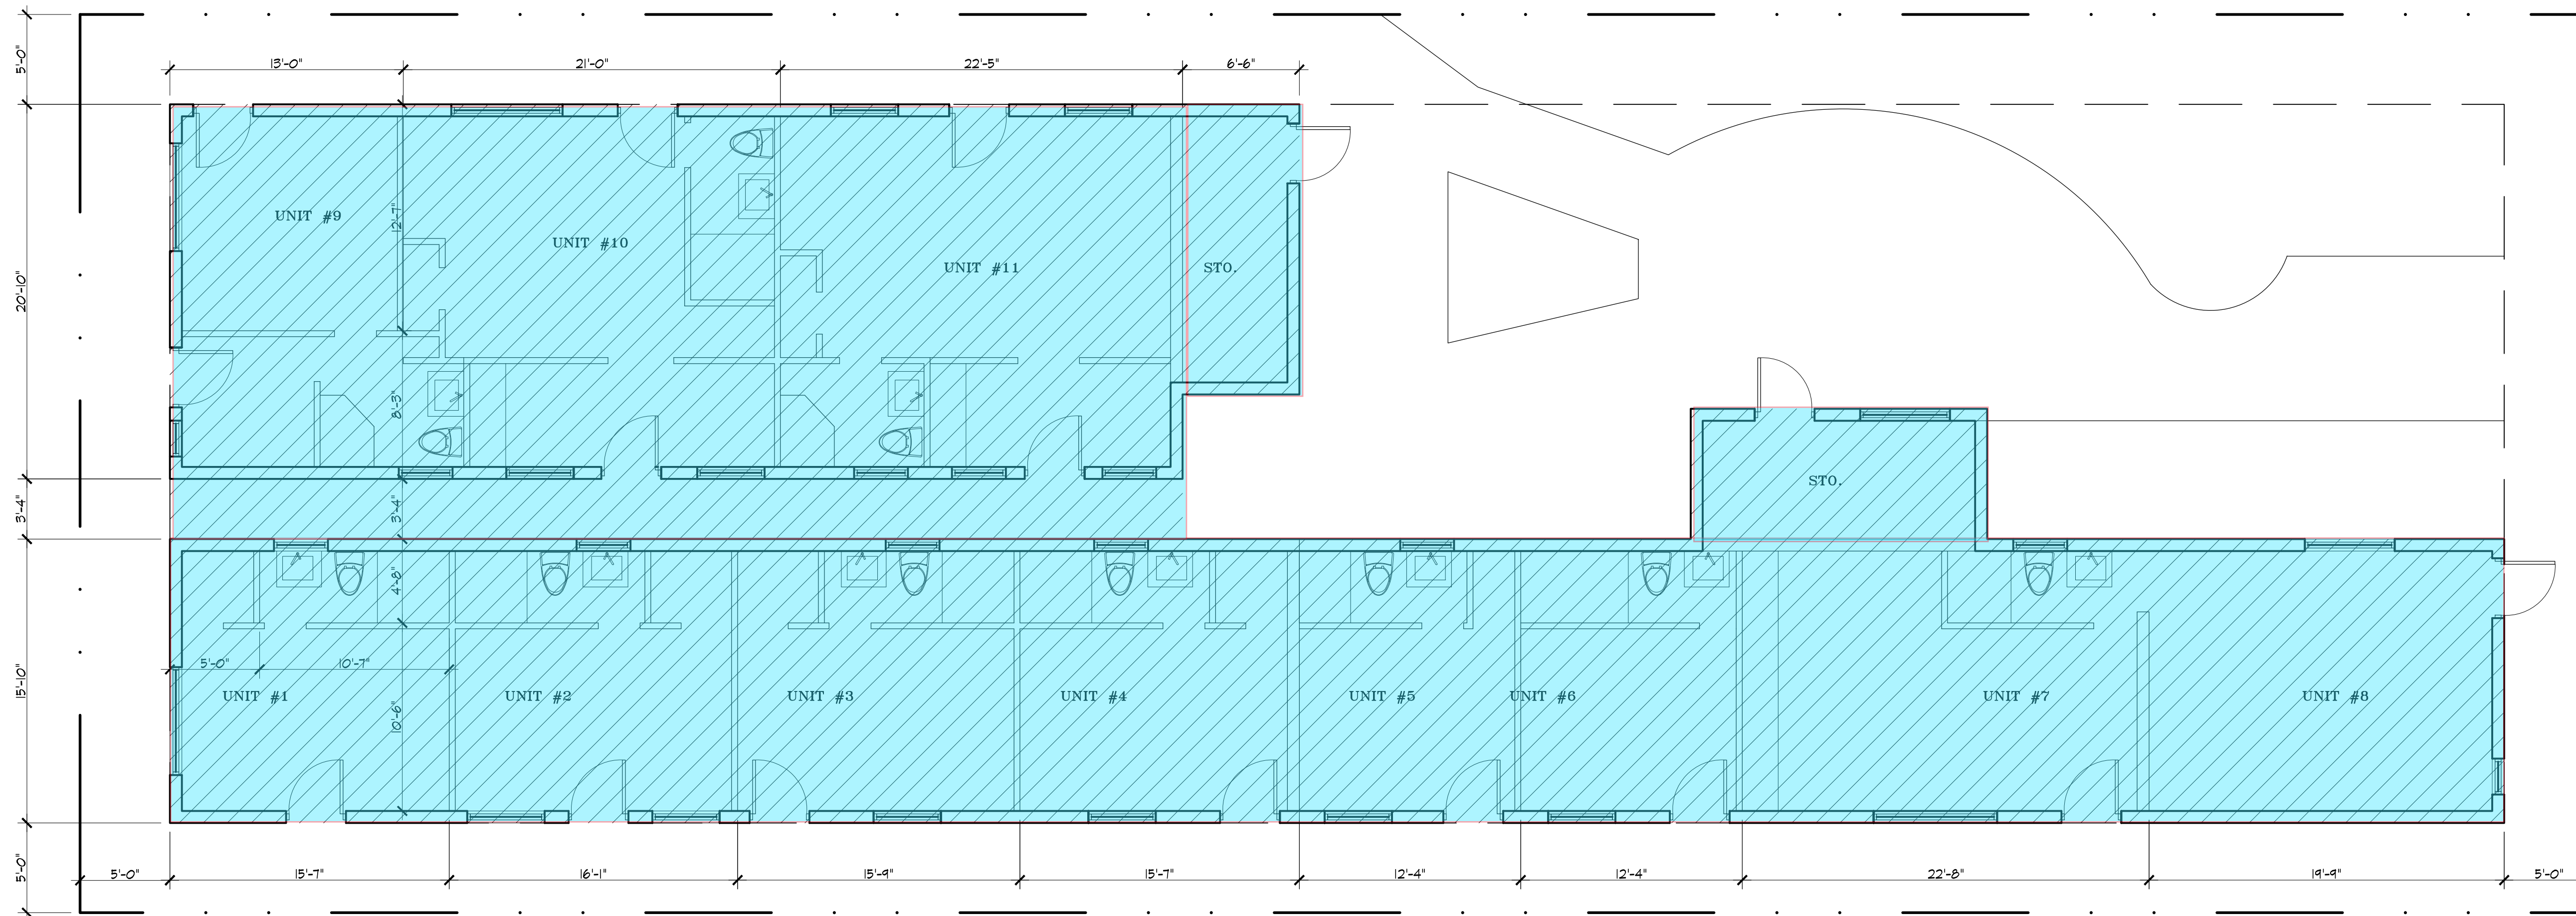 5'-0"
13'-0"
21'-0"
22'-5"
6'-6"
20'-10"
UNIT #9
12'-7"
UNIT #10
UNIT #11
STO.
8'-3"
3'-4"
3'-4"
STO.
15'-10"
4'-8"
5'-0"
10'-7"
10'-6"
UNIT #1
UNIT #2
UNIT #3
UNIT #4
UNIT #5
UNIT #6
UNIT #7
UNIT #8
5'-0"
5'-0"
15'-7"
16'-1"
15'-9"
15'-7"
12'-4"
12'-4"
22'-8"
19'-9"
5'-0"